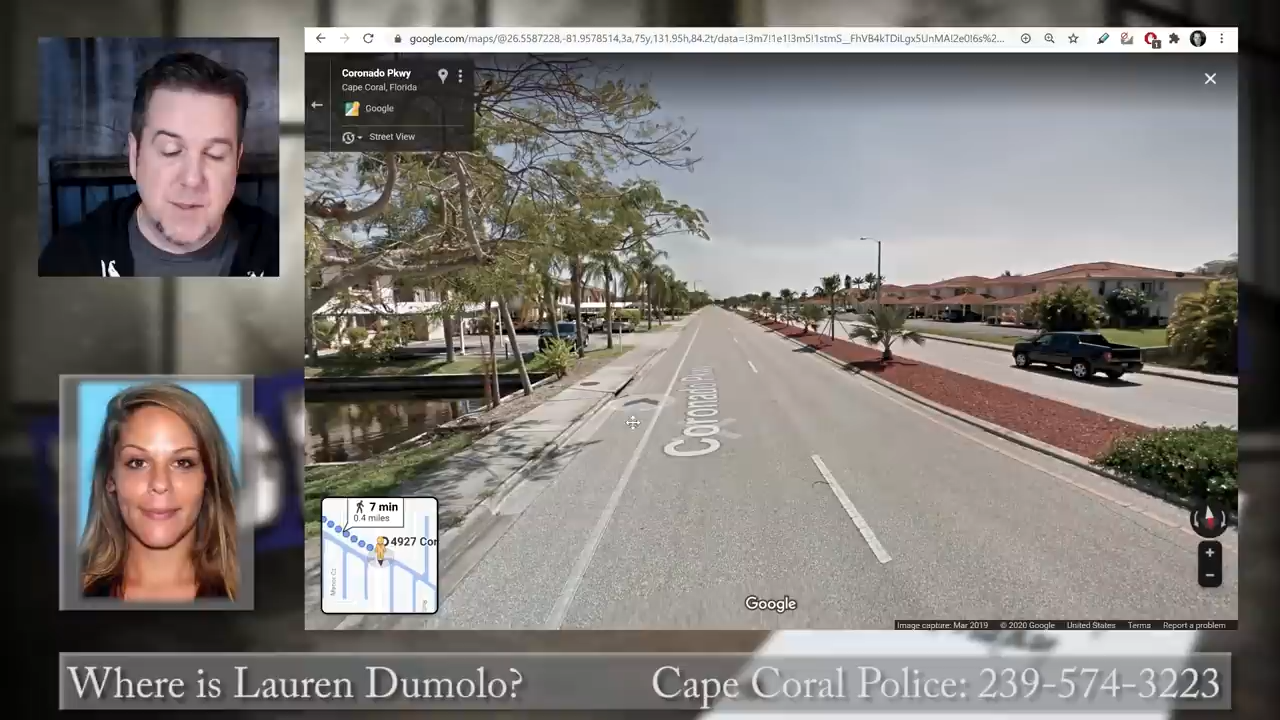 google.com/maps/@26.5587228,-81.9578514,3a,75y,131.95h,84.2t/data=!3m7!1e1!3m5!1stmS__FhVB4kTDiLgx5UnMA!2e0!6s%2...
Coronado Pkwy
Cape Coral, Florida
Google
Street View
Coronado Pkwy
7 min
0.4 miles
4927 Cor
Google
Image capture: Mar 2019 © 2020 Google United States Terms Report a problem
Where is Lauren Dumolo? Cape Coral Police: 239-574-3223